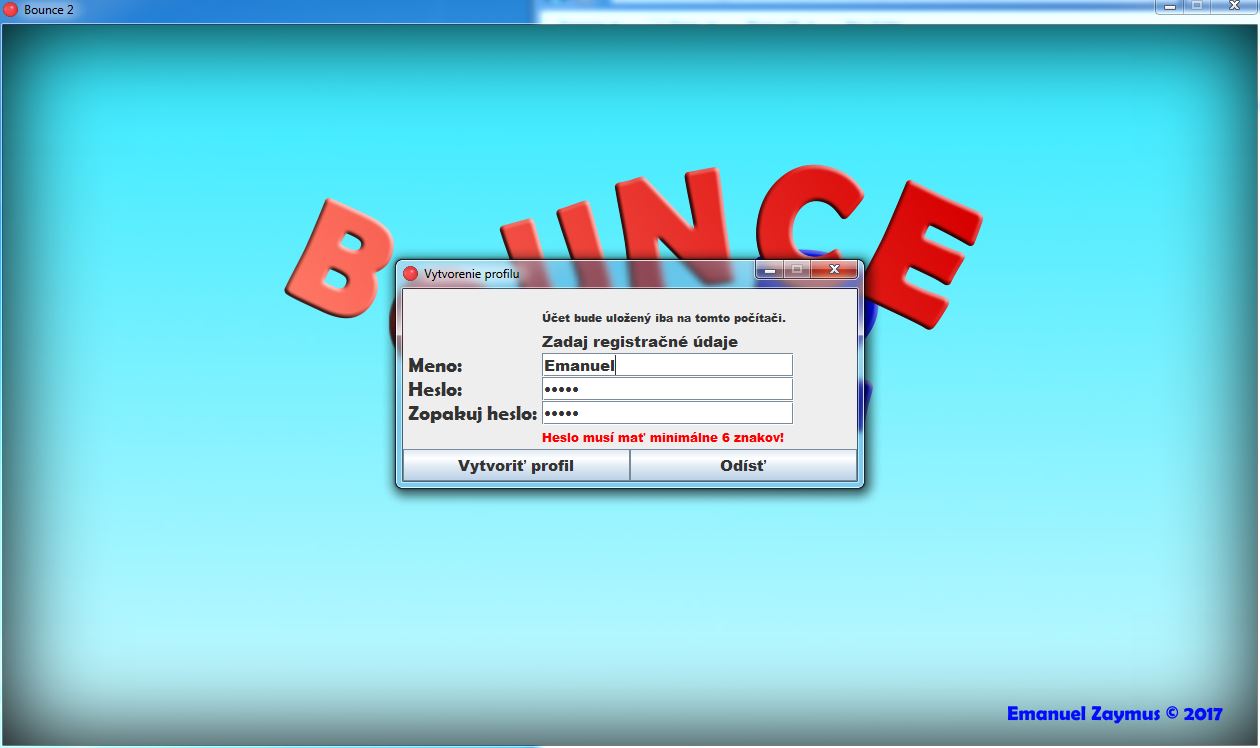 Bounce 2
BOUNCE
Vytvorenie profilu
Účet bude uložený iba na tomto počítači.
Zadaj registračné údaje
Meno: Emanuel
Heslo: •••••
Zopakuj heslo: •••••
Heslo musí mať minimálne 6 znakov!
Vytvoriť profil Odísť
Emanuel Zaymus © 2017